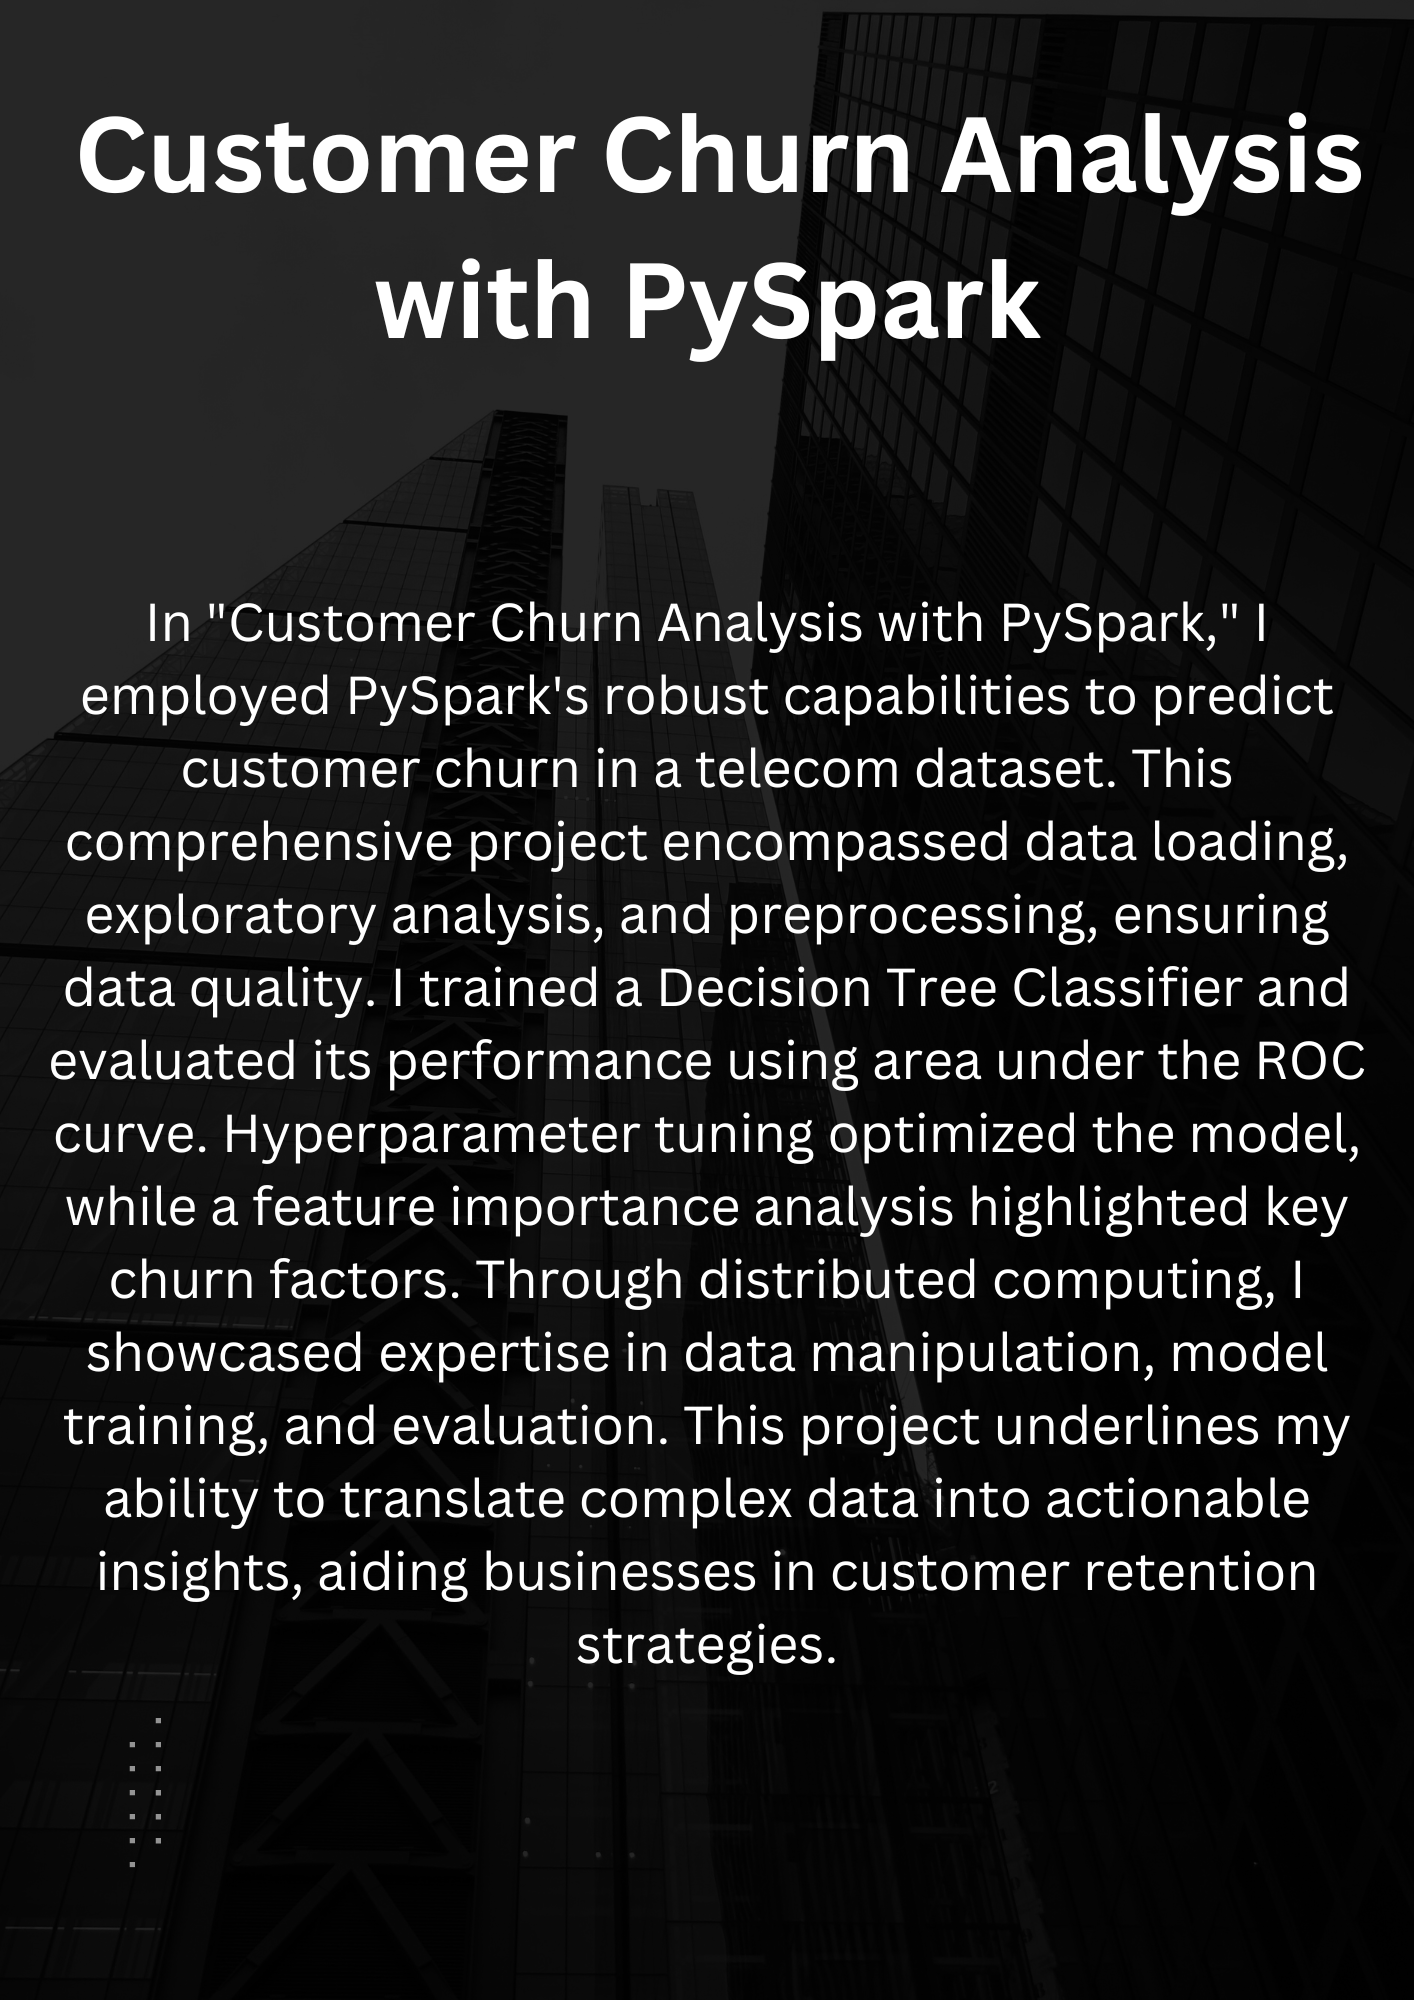 Customer Churn Analysis
with PySpark
In "Customer Churn Analysis with PySpark," I
employed PySpark's robust capabilities to predict
customer churn in a telecom dataset. This
comprehensive project encompassed data loading,
exploratory analysis, and preprocessing, ensuring
data quality. I trained a Decision Tree Classifier and
evaluated its performance using area under the ROC
curve. Hyperparameter tuning optimized the model,
while a feature importance analysis highlighted key
churn factors. Through distributed computing, I
showcased expertise in data manipulation, model
training, and evaluation. This project underlines my
ability to translate complex data into actionable
insights, aiding businesses in customer retention
strategies.